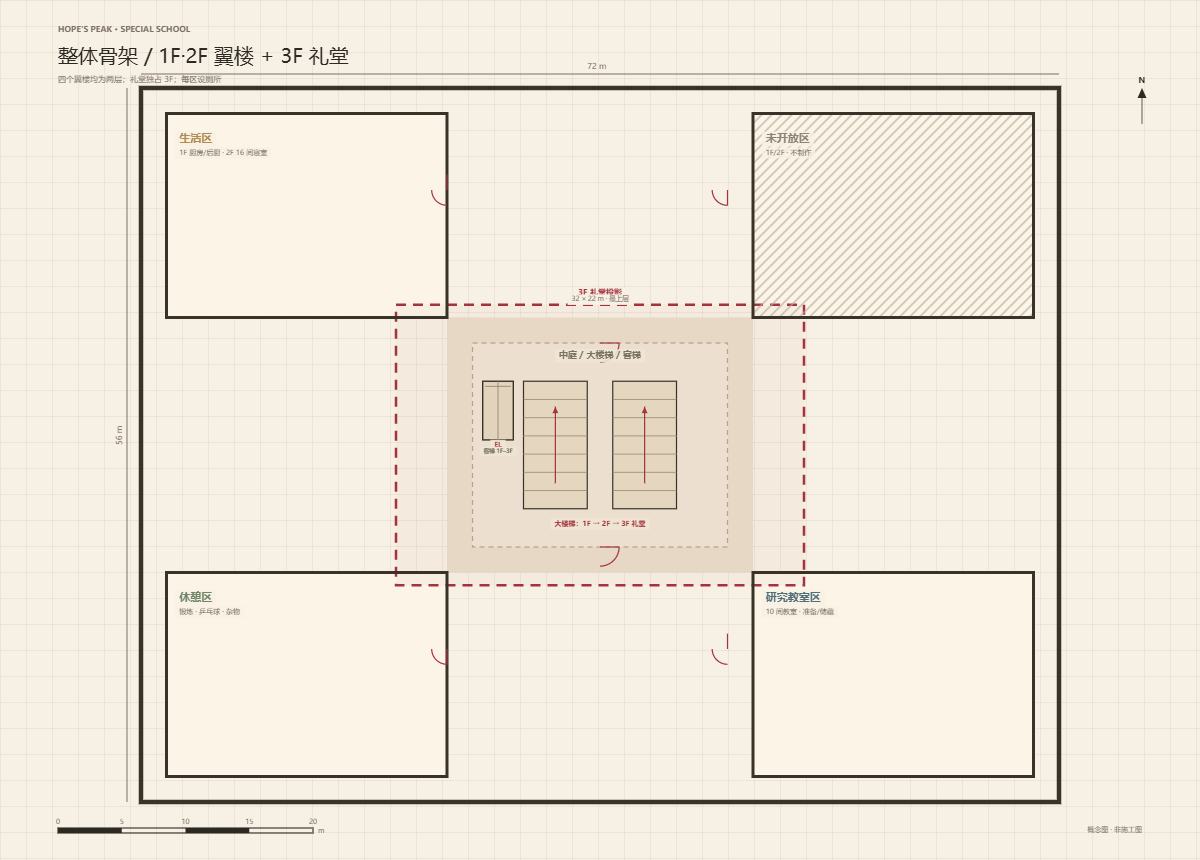 HOPE'S PEAK • SPECIAL SCHOOL
整体骨架 / 1F·2F 翼楼 + 3F 礼堂
四个翼楼均为两层；礼堂独占 3F；每区设厕所
72 m
N
生活区
1F 厨房/后厨 · 2F 16 间寝室
未开放区
1F/2F · 不制作
3F 礼堂投影
32 × 22 m · 最上层
中庭 / 大楼梯 / 客梯
56 m
EL
客梯 1F–3F
大楼梯：1F → 2F → 3F 礼堂
休憩区
锻炼 · 乒乓球 · 杂物
研究教室区
10 间教室 · 准备/储藏
0 5 10 15 20 m
概念图 · 非施工图